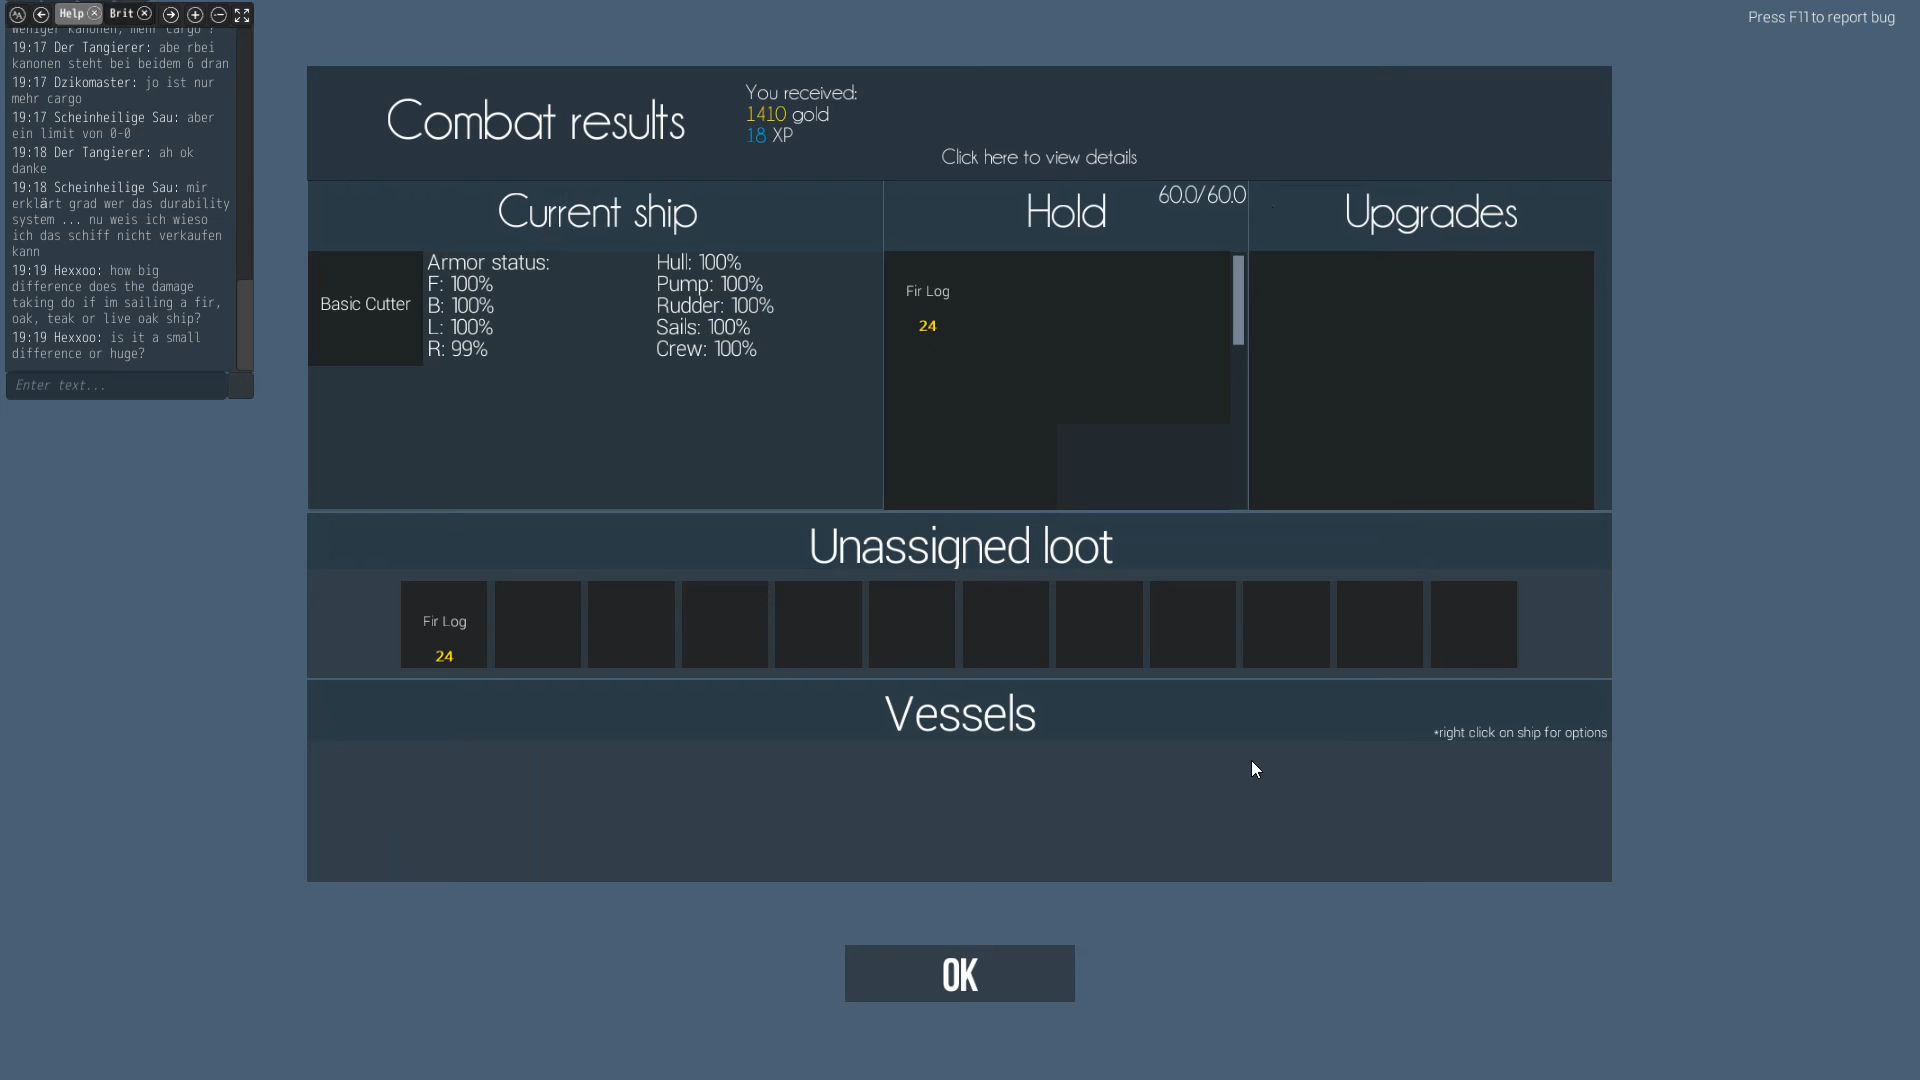 Help Brit
weniger kanonen, mehr cargo ?
19:17 Der Tangierer: abe rbei
kanonen steht bei beidem 6 dran
19:17 Dzikomaster: jo ist nur
mehr cargo
19:17 Scheinheilige Sau: aber
ein limit von 0-0
19:18 Der Tangierer: ah ok
danke
19:18 Scheinheilige Sau: mir
erklärt grad wer das durability
system ... nu weis ich wieso
ich das schiff nicht verkaufen
kann
19:19 Hexxoo: how big
difference does the damage
taking do if im sailing a fir,
oak, teak or live oak ship?
19:19 Hexxoo: is it a small
difference or huge?
Enter text...
Press F11 to report bug
Combat results
You received:
1410 gold
18 XP
Click here to view details
Current ship
Basic Cutter
Armor status:
F: 100%
B: 100%
L: 100%
R: 99%
Hull: 100%
Pump: 100%
Rudder: 100%
Sails: 100%
Crew: 100%
Hold
60.0/60.0
Fir Log
24
Upgrades
Unassigned loot
Fir Log
24
Vessels
*right click on ship for options
OK